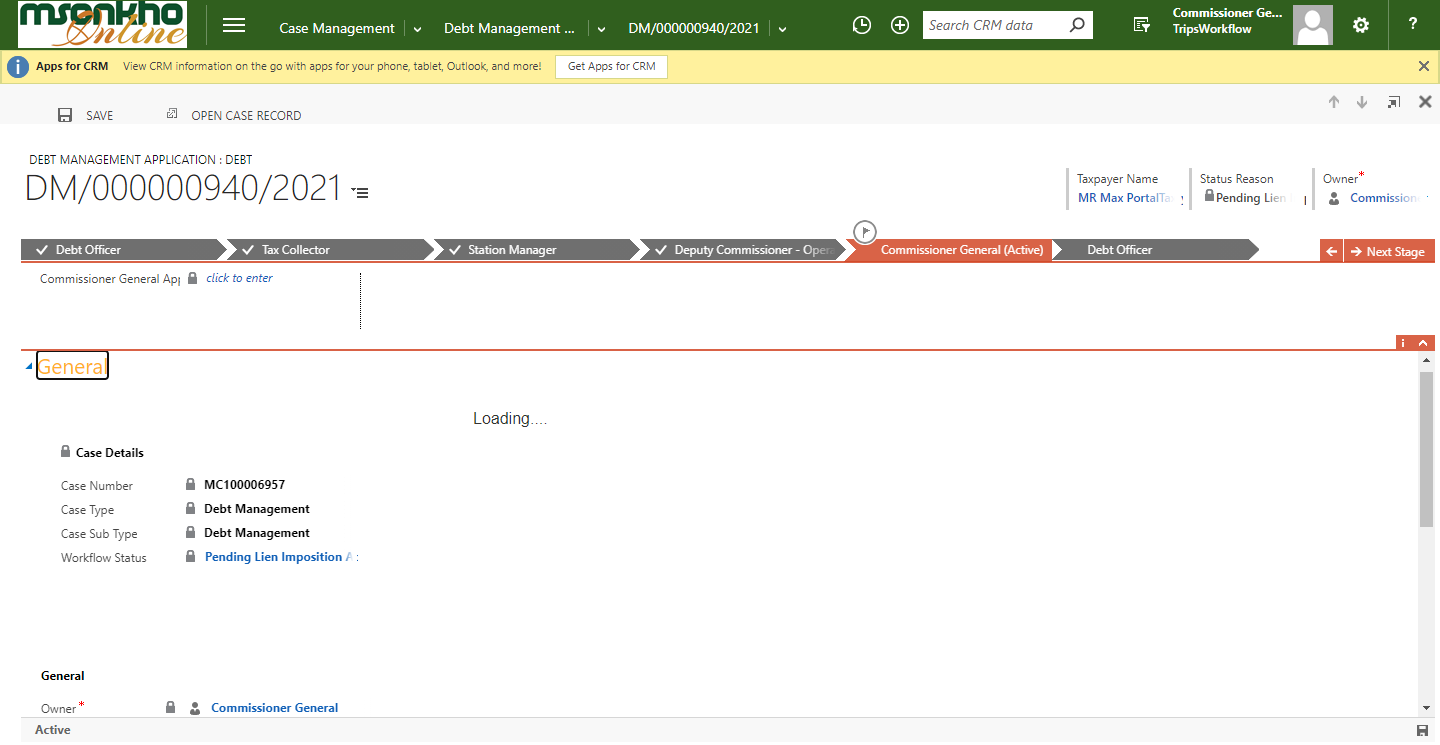 msonkho
Online
Case Management
Debt Management ...
DM/000000940/2021
Search CRM data
Commissioner Ge...
TripsWorkflow
?
Apps for CRM View CRM information on the go with apps for your phone, tablet, Outlook, and more! Get Apps for CRM
SAVE
OPEN CASE RECORD
DEBT MANAGEMENT APPLICATION : DEBT
DM/000000940/2021
Taxpayer Name
MR Max PortalTa
Status Reason
Pending Lien
Owner*
Commission
Debt Officer
Tax Collector
Station Manager
Deputy Commissioner - Oper
Commissioner General (Active)
Debt Officer
Next Stage
Commissioner General App
click to enter
General
Loading....
Case Details
Case Number MC100006957
Case Type Debt Management
Case Sub Type Debt Management
Workflow Status Pending Lien Imposition A
General
Owner* Commissioner General
Active